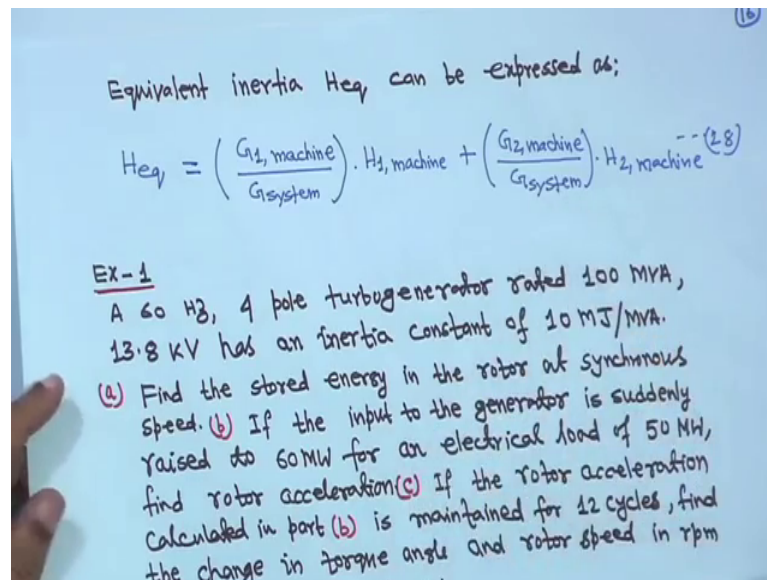 (16)
Equivalent inertia Heq can be expressed as:
Heq = (G1, machine / Gsystem) . H1, machine + (G2, machine / Gsystem) . H2, machine --(28)
Ex-1
A 60 Hz, 4 pole turbogenerator rated 100 MVA,
13.8 KV has an inertia constant of 10 MJ/MVA.
(a) Find the stored energy in the rotor at synchronous
speed. (b) If the input to the generator is suddenly
raised to 60 MW for an electrical load of 50 MW,
find rotor acceleration (c) If the rotor acceleration
calculated in part (b) is maintained for 12 cycles, find
the change in torque angle and rotor speed in rpm